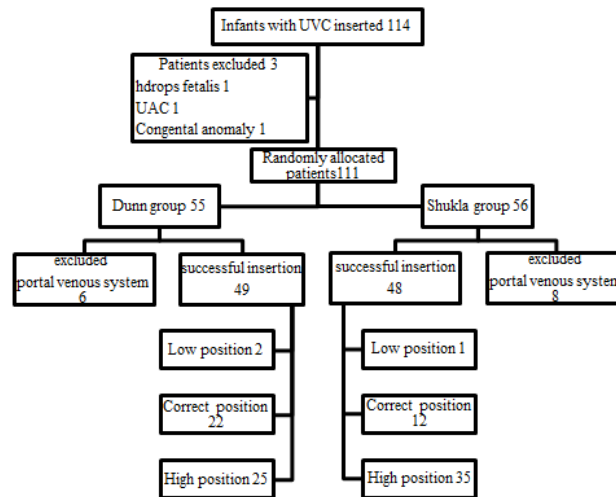 Infants with UVC inserted 114
Patients excluded 3
hdrops fetalis 1
UAC 1
Congental anomaly 1
Randomly allocated
patients111
Dunn group 55
Shukla group 56
excluded
portal venous system
6
successful insertion
49
successful insertion
48
excluded
portal venous system
8
Low position 2
Low position 1
Correct position
22
Correct position
12
High position 25
High position 35